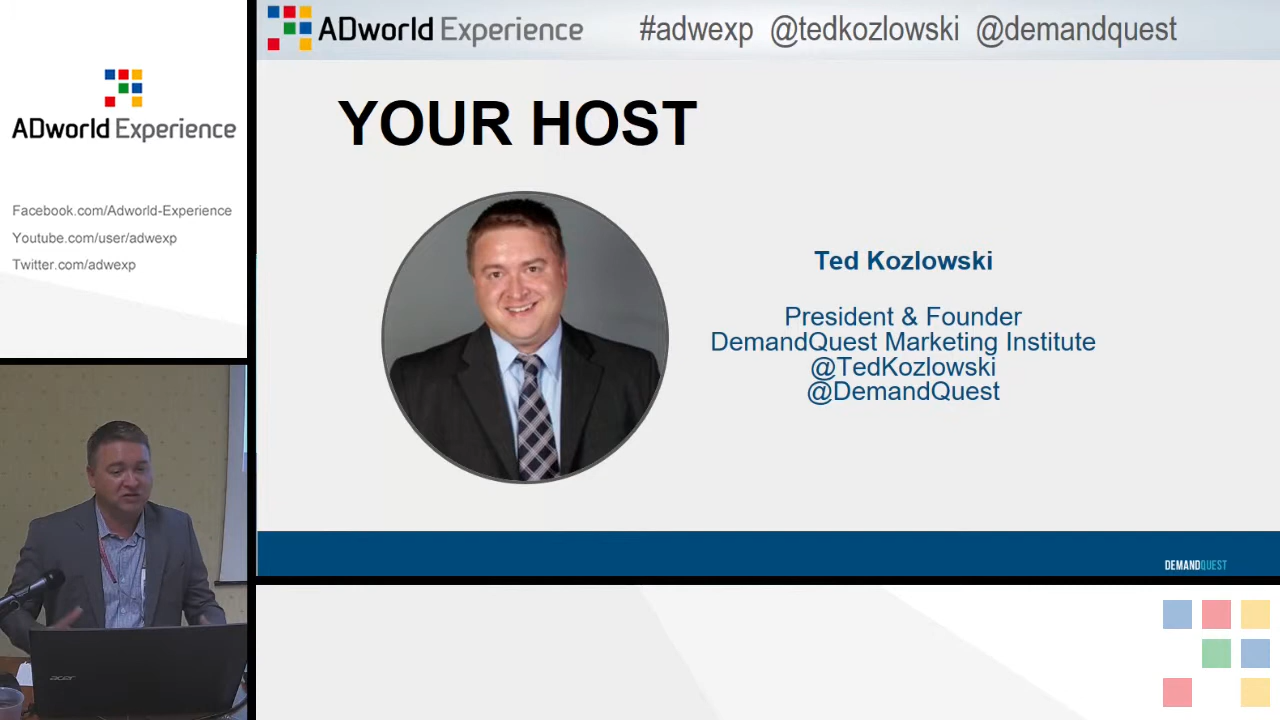 ADworld Experience
Facebook.com/Adworld-Experience
Youtube.com/user/adwexp
Twitter.com/adwexp
ADworld Experience #adwexp @tedkozlowski @demandquest
YOUR HOST
Ted Kozlowski
President & Founder
DemandQuest Marketing Institute
@TedKozlowski
@DemandQuest
DEMANDQUEST
acer